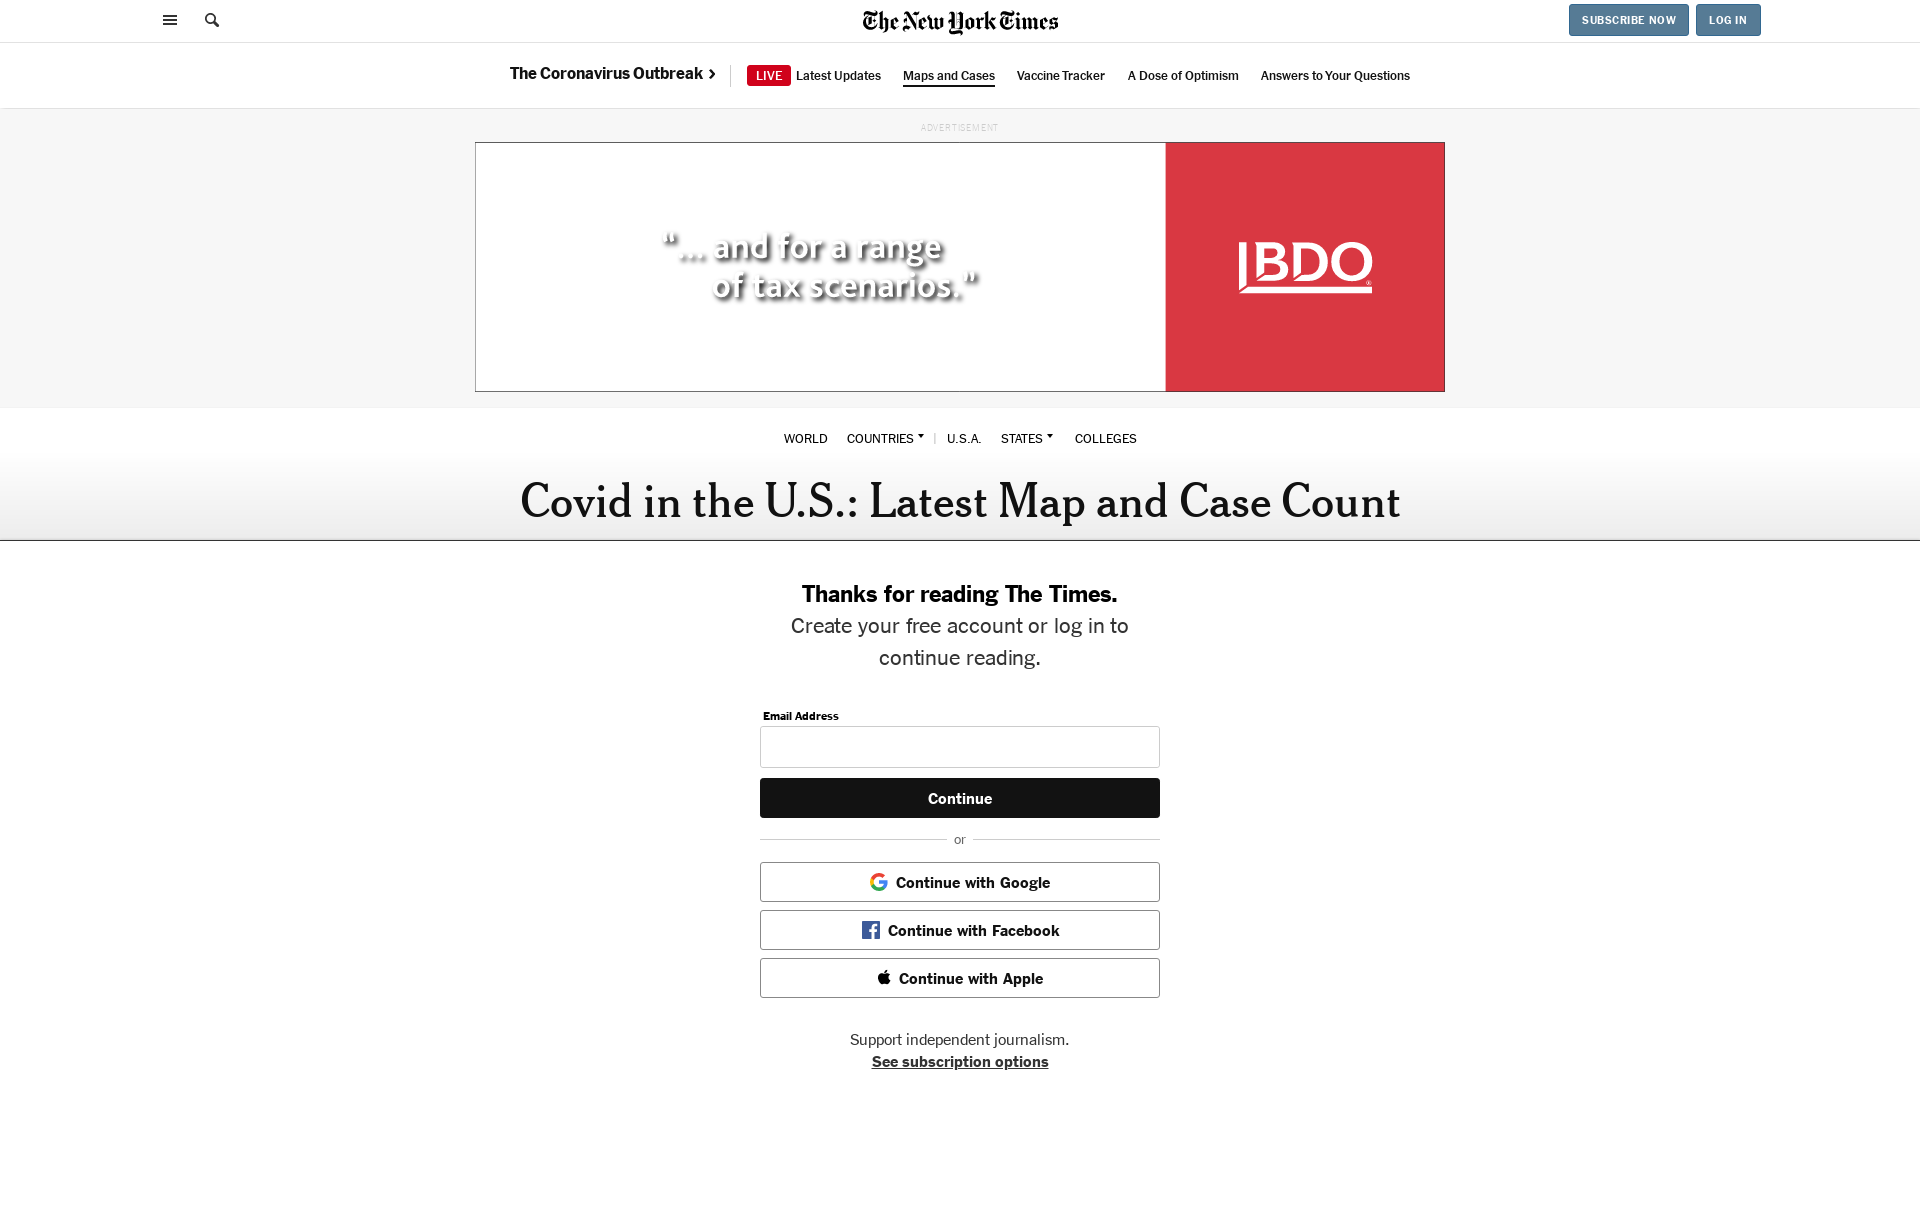 The New York Times
SUBSCRIBE NOW
LOG IN
The Coronavirus Outbreak ›
LIVE Latest Updates
Maps and Cases
Vaccine Tracker
A Dose of Optimism
Answers to Your Questions
ADVERTISEMENT
"... and for a range
of tax scenarios."
BDO®
WORLD
COUNTRIES
U.S.A.
STATES
COLLEGES
Covid in the U.S.: Latest Map and Case Count
Thanks for reading The Times.
Create your free account or log in to
continue reading.
Email Address
Continue
or
Continue with Google
Continue with Facebook
Continue with Apple
Support independent journalism.
See subscription options